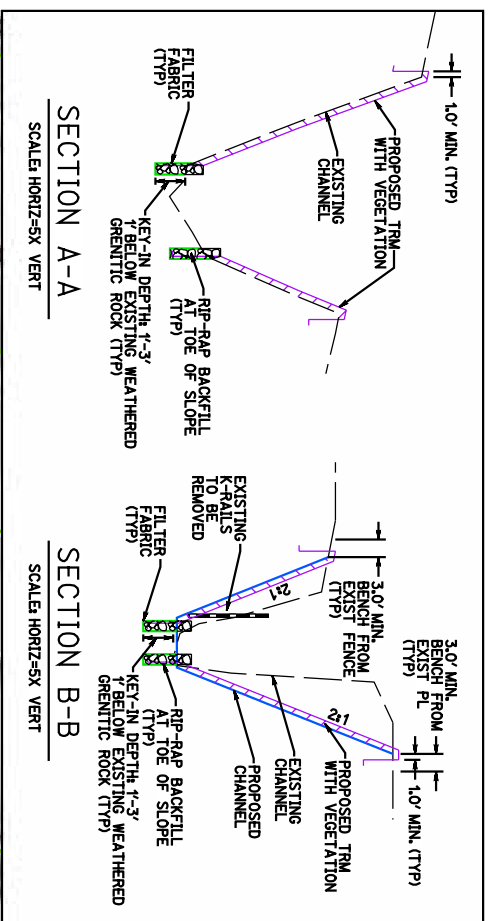 1.0' MIN. (TYP)
PROPOSED TRM
WITH VEGETATION
EXISTING
CHANNEL
FILTER
FABRIC
(TYP)
RIP-RAP BACKFILL
AT TOE OF SLOPE
(TYP)
KEY-IN DEPTH: 1'-3'
1' BELOW EXISTING WEATHERED
GRENITIC ROCK (TYP)
SECTION A-A
SCALE: HORIZ=5X VERT
3.0' MIN.
BENCH FROM
EXIST PL
(TYP)
1.0' MIN. (TYP)
3.0' MIN.
BENCH FROM
EXIST FENCE
(TYP)
2:1
2:1
EXISTING
K-RAILS
TO BE
REMOVED
PROPOSED TRM
WITH VEGETATION
EXISTING
CHANNEL
PROPOSED
CHANNEL
FILTER
FABRIC
(TYP)
RIP-RAP BACKFILL
AT TOE OF SLOPE
(TYP)
KEY-IN DEPTH: 1'-3'
1' BELOW EXISTING WEATHERED
GRENITIC ROCK (TYP)
SECTION B-B
SCALE: HORIZ=5X VERT